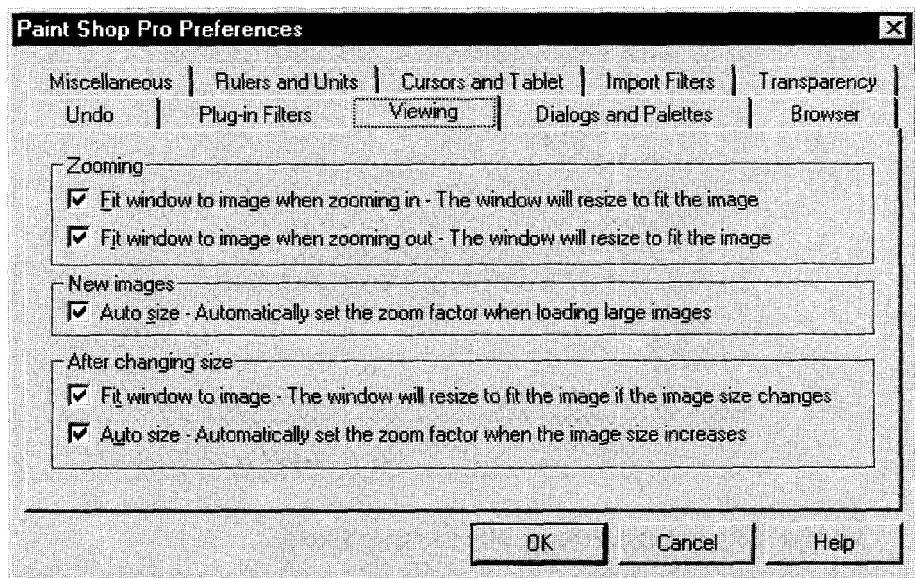 Paint Shop Pro Preferences
Miscellaneous Rulers and Units Cursors and Tablet Import Filters Transparency
Undo Plug-in Filters Viewing Dialogs and Palettes Browser
Zooming
Fit window to image when zooming in - The window will resize to fit the image
Fit window to image when zooming out - The window will resize to fit the image
New images
Auto size - Automatically set the zoom factor when loading large images
After changing size
Fit window to image - The window will resize to fit the image if the image size changes
Auto size - Automatically set the zoom factor when the image size increases
OK Cancel Help